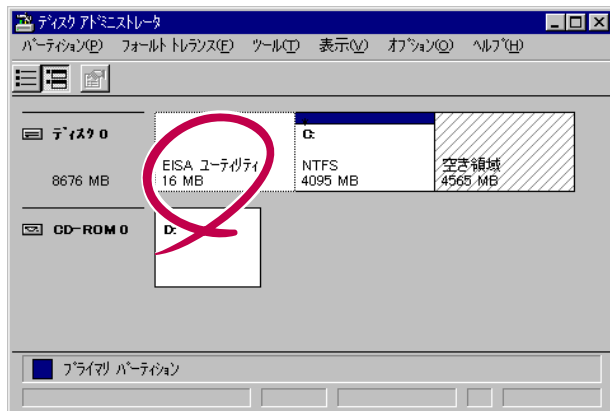 ディスク アドミニストレータ
パーティション(P) フォールト トレランス(F) ツール(T) 表示(V) オプション(O) ヘルプ(H)
ディスク 0
8676 MB
EISA ユーティリティ
16 MB
C:
NTFS
4095 MB
空き領域
4565 MB
CD-ROM 0
D:
プライマリ パーティション